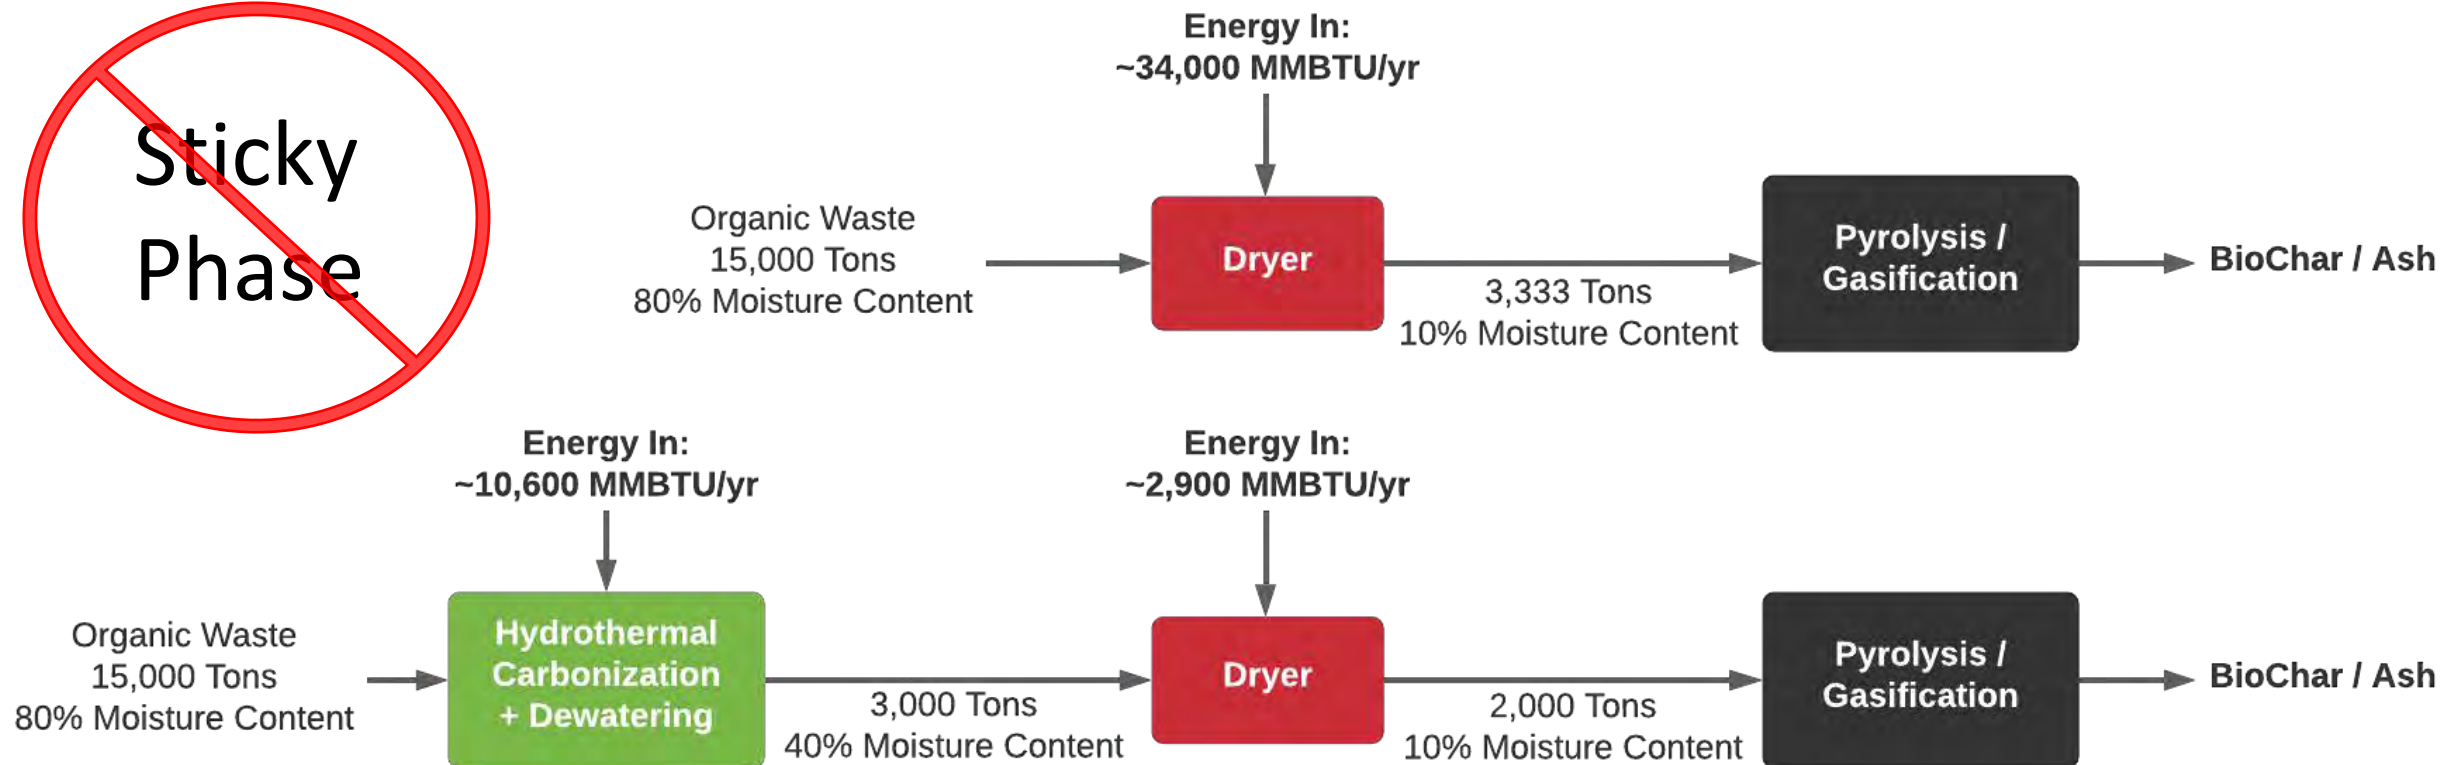 Sticky
Phase
Energy In:
~34,000 MMBTU/yr
Organic Waste
15,000 Tons
80% Moisture Content
Dryer
3,333 Tons
10% Moisture Content
Pyrolysis /
Gasification
BioChar / Ash
Energy In:
~10,600 MMBTU/yr
Energy In:
~2,900 MMBTU/yr
Organic Waste
15,000 Tons
80% Moisture Content
Hydrothermal
Carbonization
+ Dewatering
3,000 Tons
40% Moisture Content
Dryer
2,000 Tons
10% Moisture Content
Pyrolysis /
Gasification
BioChar / Ash